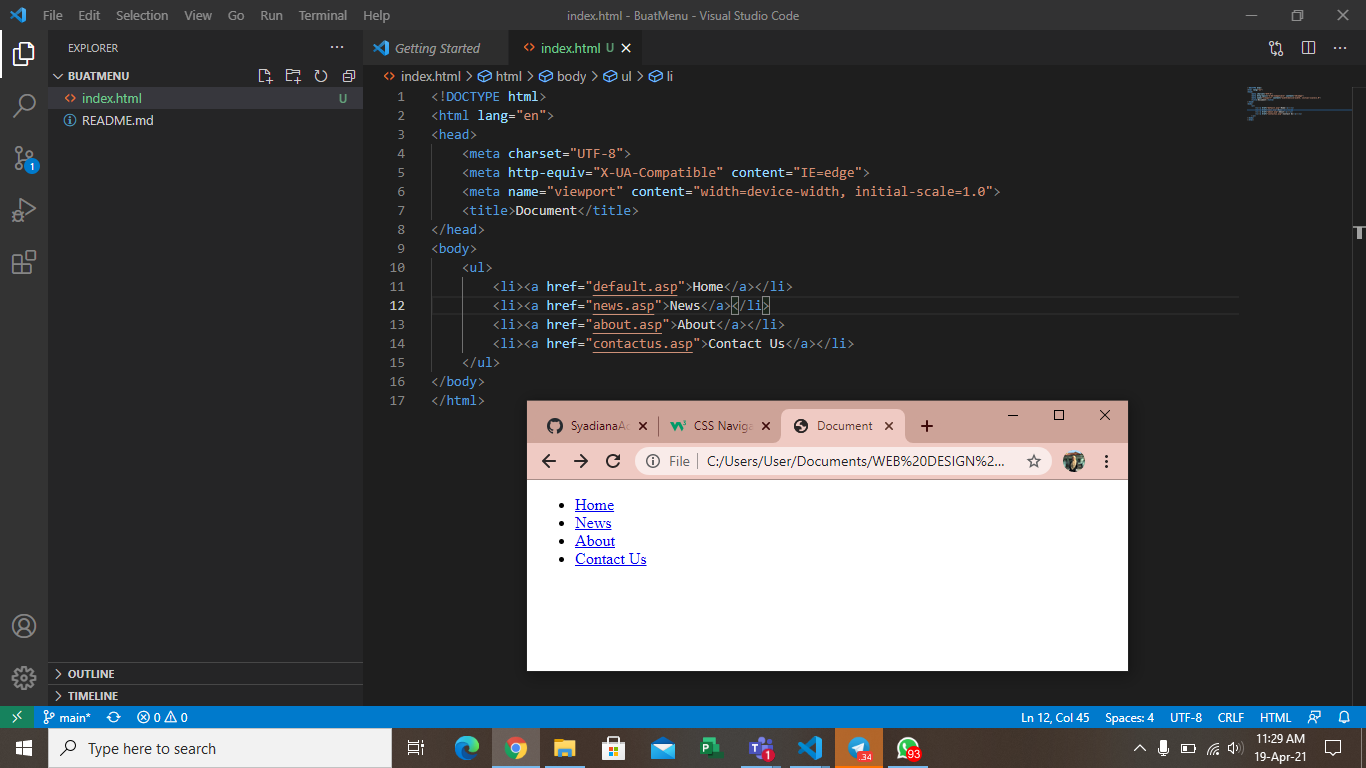 File Edit Selection View Go Run Terminal Help index.html - BuatMenu - Visual Studio Code
EXPLORER
Getting Started
index.html U
BUATMENU
index.html > html > body > ul > li
index.html U
README.md
1 <!DOCTYPE html>
2 <html lang="en">
3 <head>
4 <meta charset="UTF-8">
5 <meta http-equiv="X-UA-Compatible" content="IE=edge">
6 <meta name="viewport" content="width=device-width, initial-scale=1.0">
7 <title>Document</title>
8 </head>
9 <body>
10 <ul>
11 <li><a href="default.asp">Home</a></li>
12 <li><a href="news.asp">News</a></li>
13 <li><a href="about.asp">About</a></li>
14 <li><a href="contactus.asp">Contact Us</a></li>
15 </ul>
16 </body>
17 </html>
1
SyadianaAc CSS Naviga Document
File C:/Users/User/Documents/WEB%20DESIGN%2...
• Home
• News
• About
• Contact Us
OUTLINE
TIMELINE
main* 0 0 Ln 12, Col 45 Spaces: 4 UTF-8 CRLF HTML
Type here to search
1
.34
93
11:29 AM
19-Apr-21